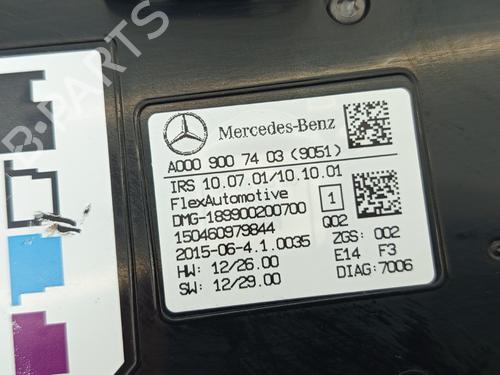 B-PARTS
Mercedes-Benz
A000 900 74 03 (9051)
IRS 10.07.01/10.10.01
FlexAutomotive
DMG-189900200700
1
150460979844
Q02
2015-06-4.1.0035
ZGS: 002
HW: 12/26.00
E14 F3
SW: 12/29.00
DIAG:7006